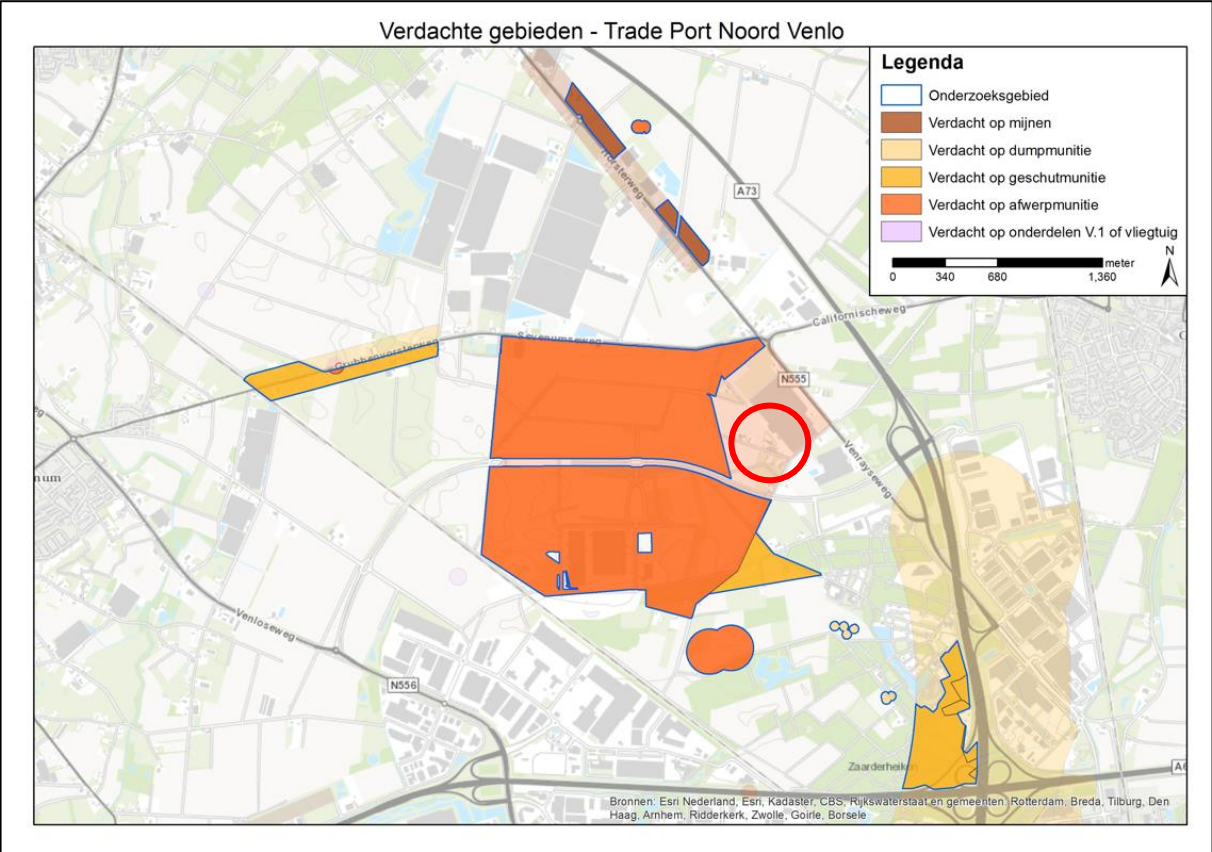 Verdachte gebieden - Trade Port Noord Venlo
Legenda
Onderzoeksgebied
Verdacht op mijnen
Verdacht op dumpmunitie
Verdacht op geschutmunitie
Verdacht op afwerpmunitie
Verdacht op onderdelen V.1 of vliegtuig
N
meter
0 340 680 1,360
Horsterweg
A73
Californischeweg
Sevenumseweg
Grubbenvorsterweg
N555
Venrayseweg
num
Venloseweg
N556
Zaarderheiken
Bronnen: Esri Nederland, Esri, Kadaster, CBS, Rijkswaterstaat en gemeenten: Rotterdam, Breda, Tilburg, Den
Haag, Arnhem, Ridderkerk, Zwolle, Goirle, Borsele